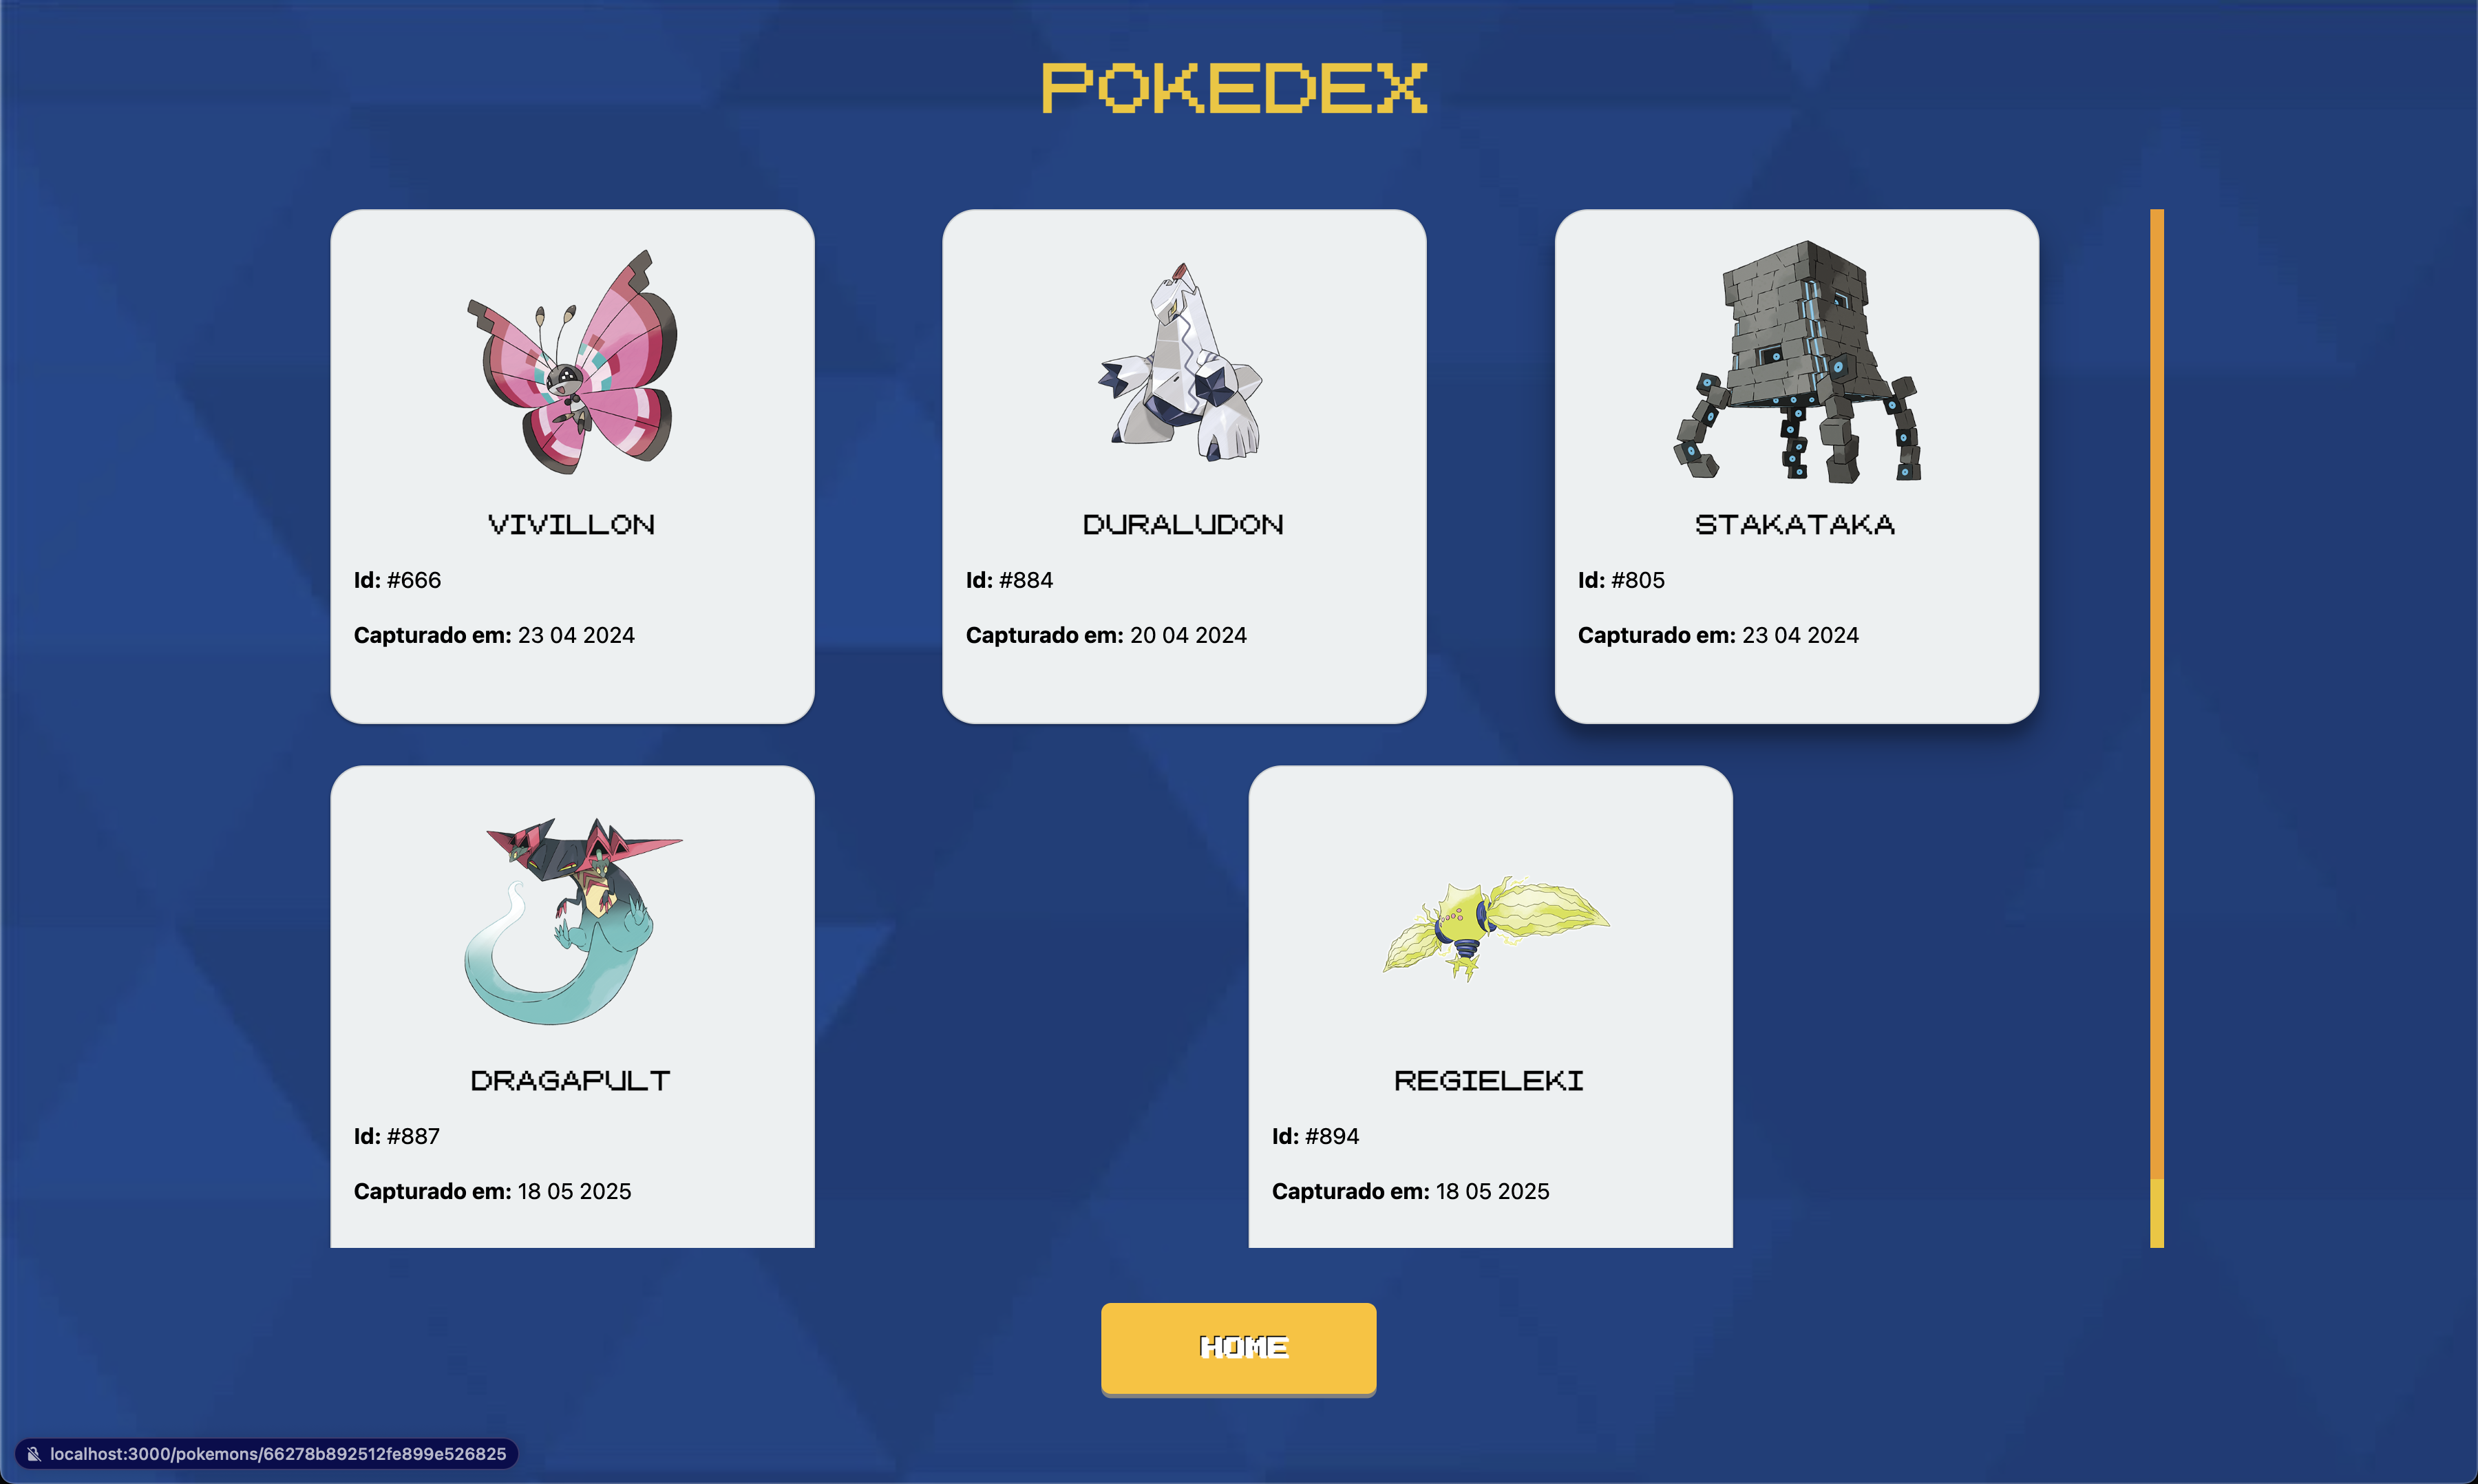 POKEDEX
VIVILLON
Id: #666
Capturado em: 23 04 2024
DURALUDON
Id: #884
Capturado em: 20 04 2024
STAKATAKA
Id: #805
Capturado em: 23 04 2024
DRAGAPULT
Id: #887
Capturado em: 18 05 2025
REGIELEKI
Id: #894
Capturado em: 18 05 2025
HOME
localhost:3000/pokemons/66278b892512fe899e526825